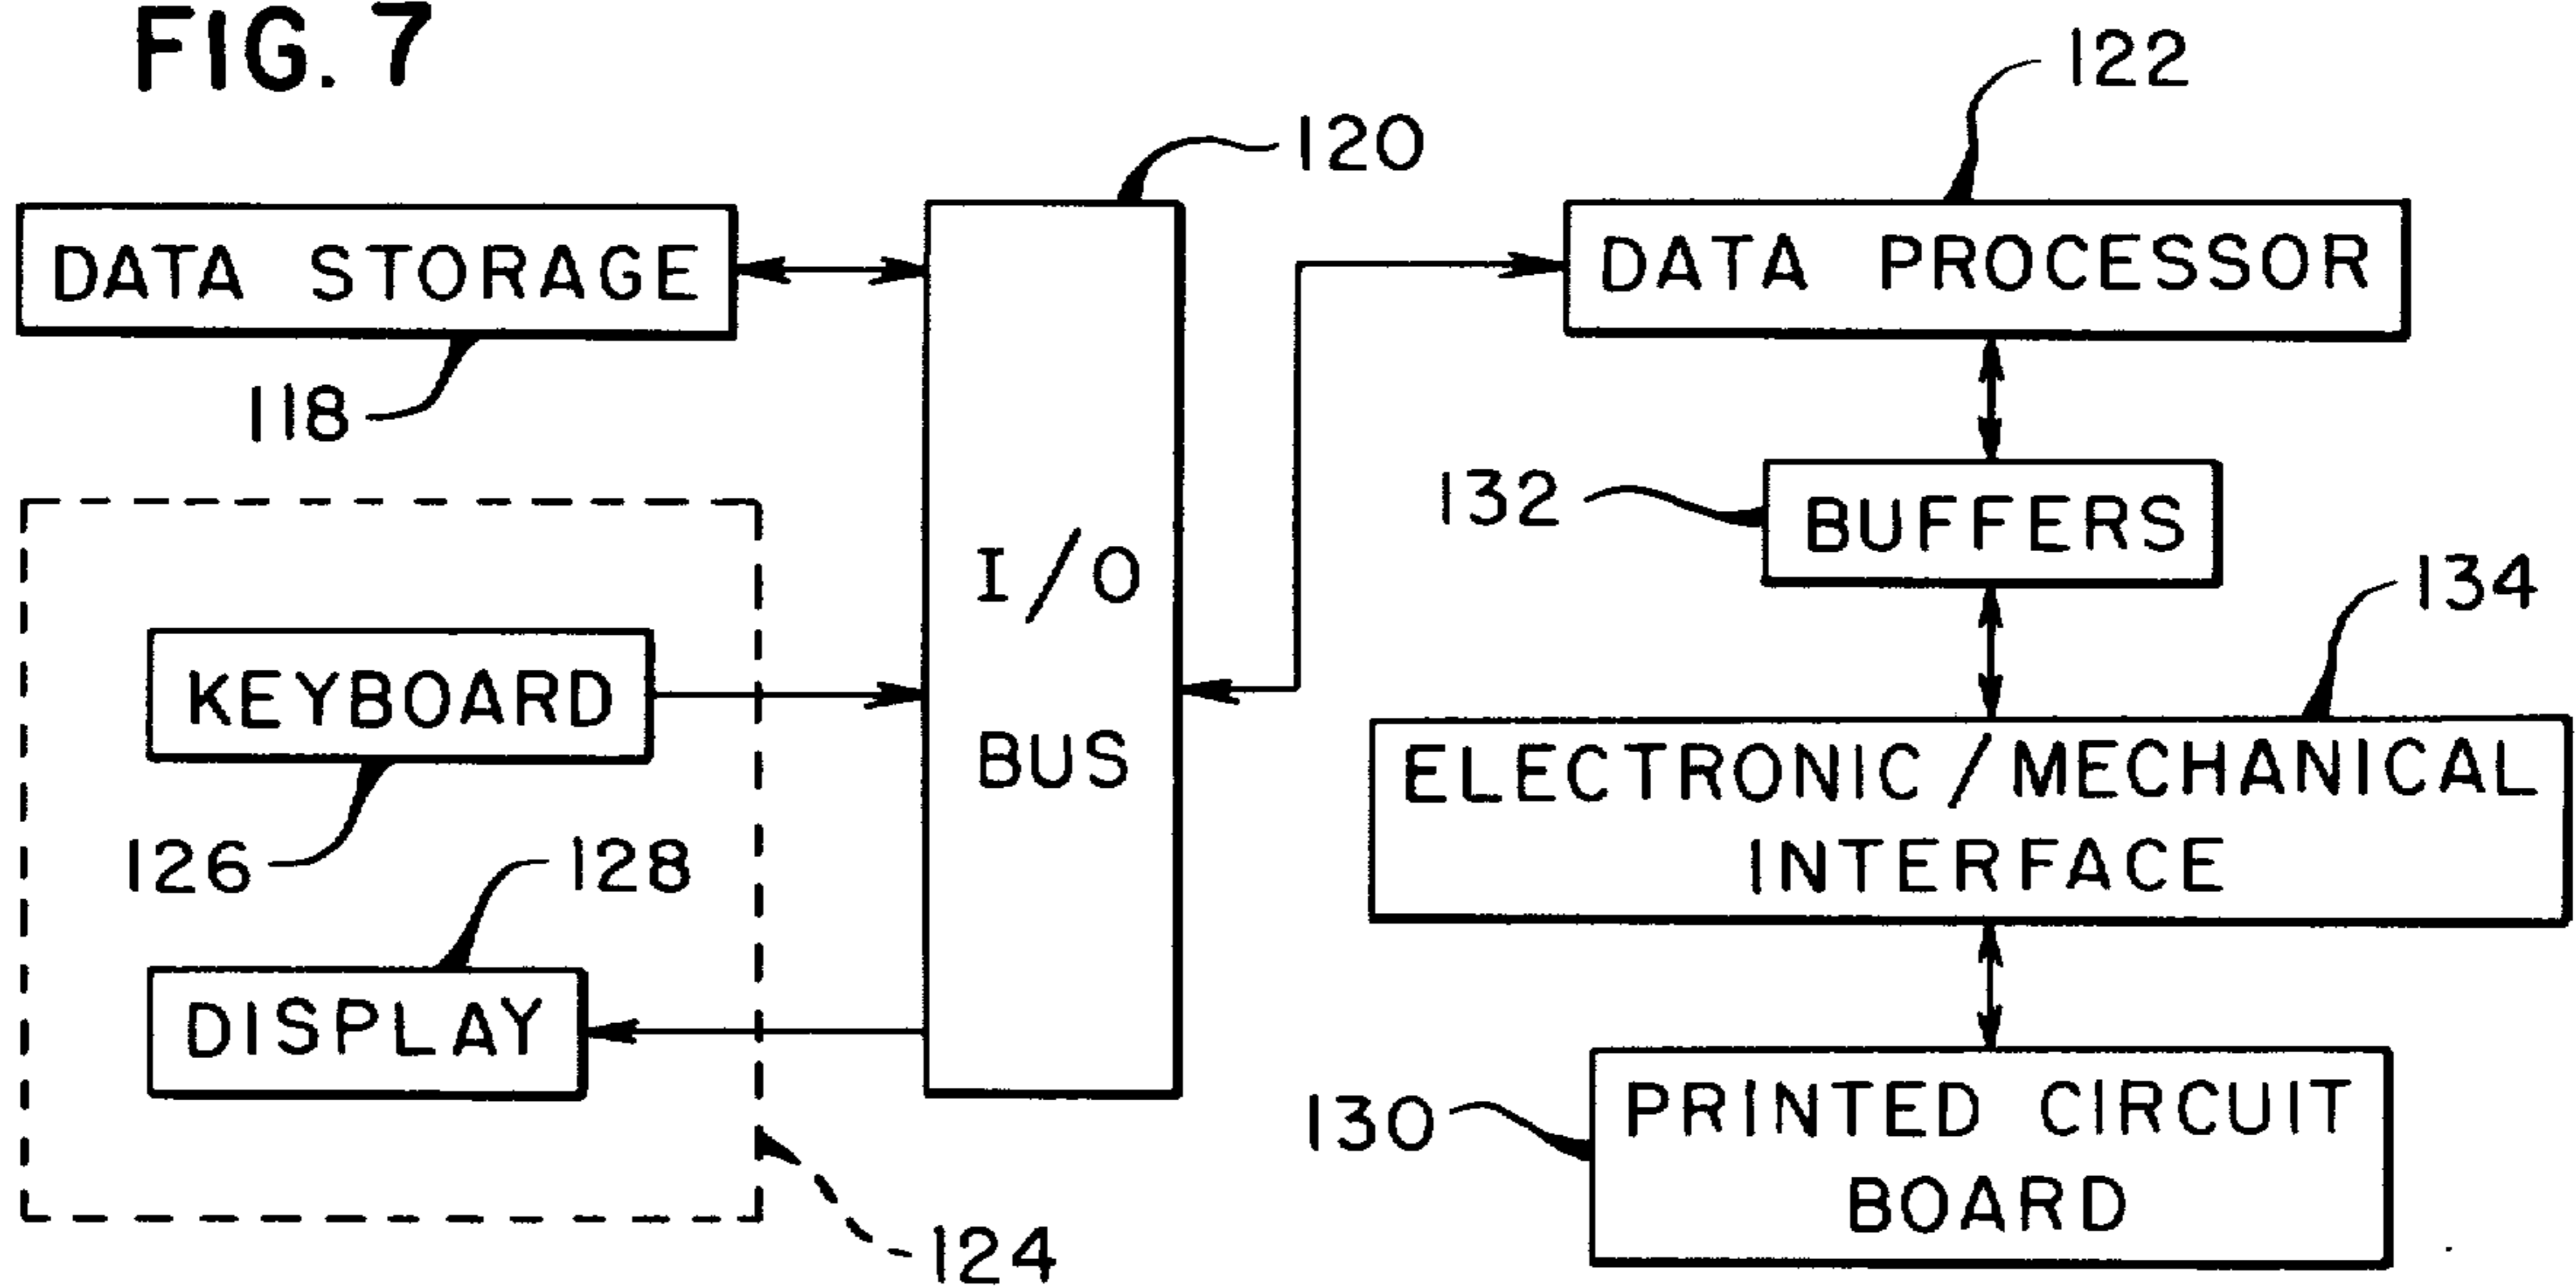 FIG. 7
122
120
DATA STORAGE
DATA PROCESSOR
118
132
BUFFERS
I/O
BUS
134
KEYBOARD
ELECTRONIC/MECHANICAL
INTERFACE
126
128
DISPLAY
130
PRINTED CIRCUIT
BOARD
124